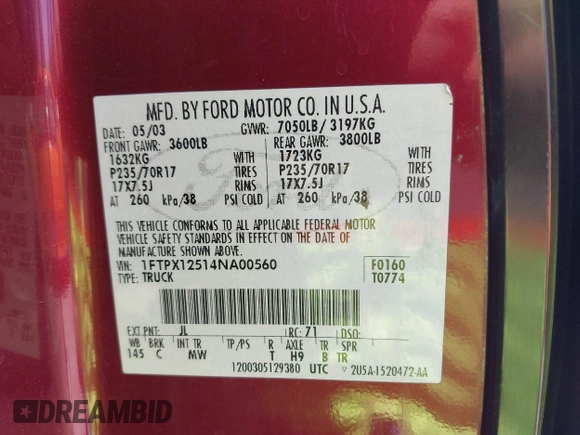 MFD. BY FORD MOTOR CO. IN U.S.A.
DATE: 05/03 GVWR: 7050LB/ 3197KG
FRONT GAWR: 3600LB REAR GAWR: 3800LB
1632KG WITH 1723KG WITH
P235/70R17 TIRES P235/70R17 TIRES
17X7.5J RIMS 17X7.5J RIMS
AT 260 kPa/38 PSI COLD AT 260 kPa/38 PSI COLD
THIS VEHICLE CONFORMS TO ALL APPLICABLE FEDERAL MOTOR
VEHICLE SAFETY STANDARDS IN EFFECT ON THE DATE OF
MANUFACTURE SHOWN ABOVE.
VIN: 1FTPX12514NA00560 F0160
TYPE: TRUCK T0774
EXT PNT: JL RC: 71 DSO:
WB BRK INT TR TP/PS R AXLE TR SPR
145 C MW T H9 B TR
1200305129380 UTC 2U5A-1520472-AA
Ford
DREAMBID